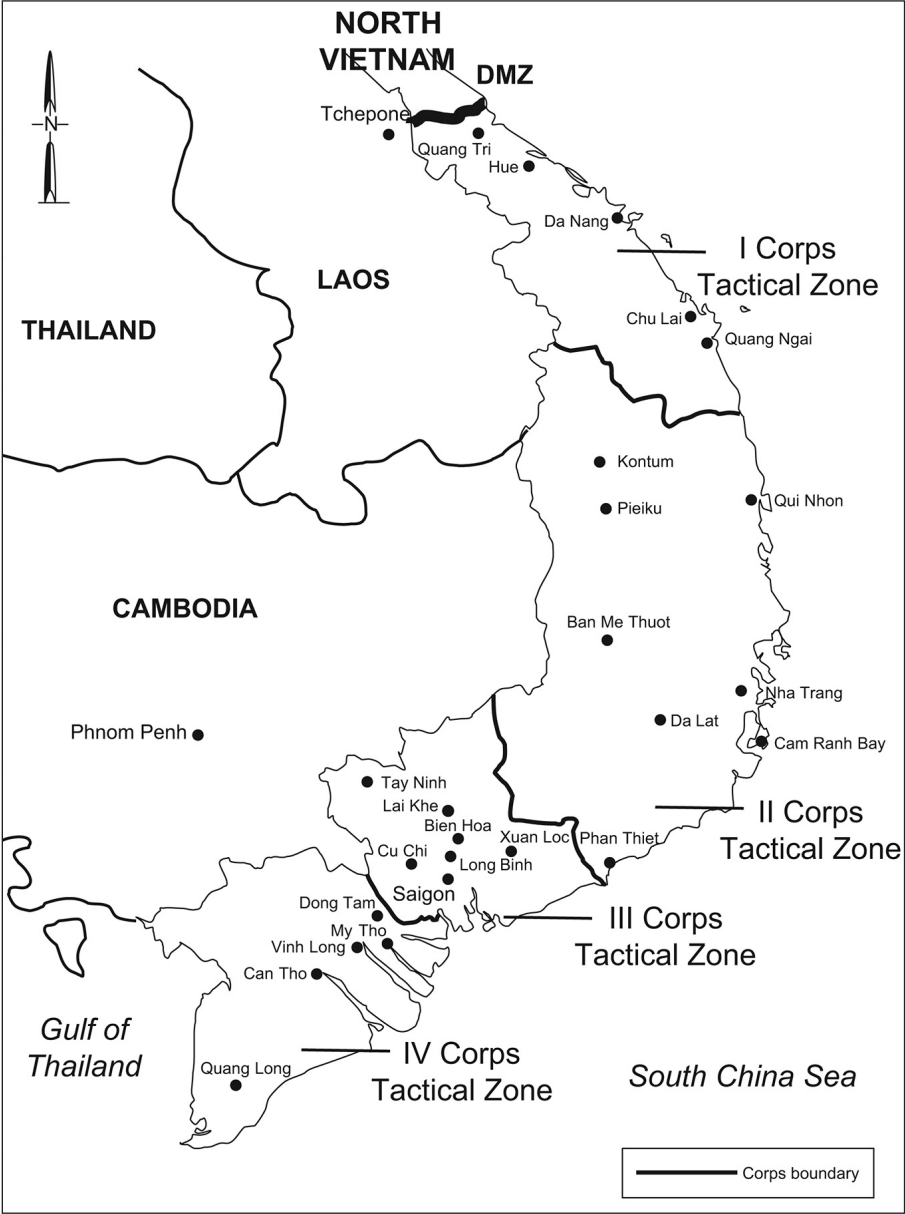 NORTH
VIETNAM
DMZ
N
Tchepone
Quang Tri
Hue
Da Nang
I Corps
Tactical Zone
LAOS
THAILAND
Chu Lai
Quang Ngai
Kontum
Pieiku
Qui Nhon
CAMBODIA
Ban Me Thuot
Nha Trang
Da Lat
Phnom Penh
Cam Ranh Bay
Tay Ninh
Lai Khe
Bien Hoa
Xuan Loc
Phan Thiet
II Corps
Tactical Zone
Cu Chi
Long Binh
Saigon
Dong Tam
My Tho
III Corps
Tactical Zone
Vinh Long
Can Tho
Gulf of
Thailand
Quang Long
IV Corps
Tactical Zone
South China Sea
Corps boundary